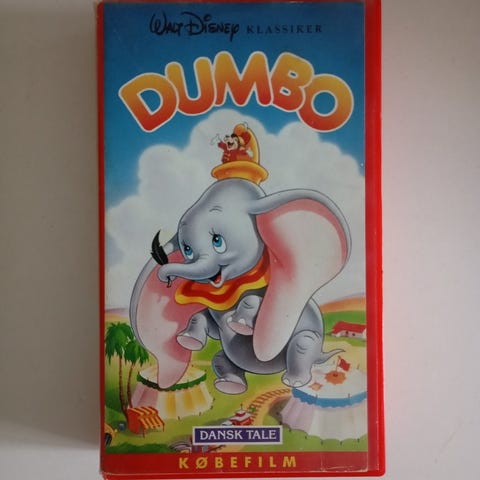 WALT DISNEY KLASSIKER
DUMBO
DANSK TALE
KØBEFILM